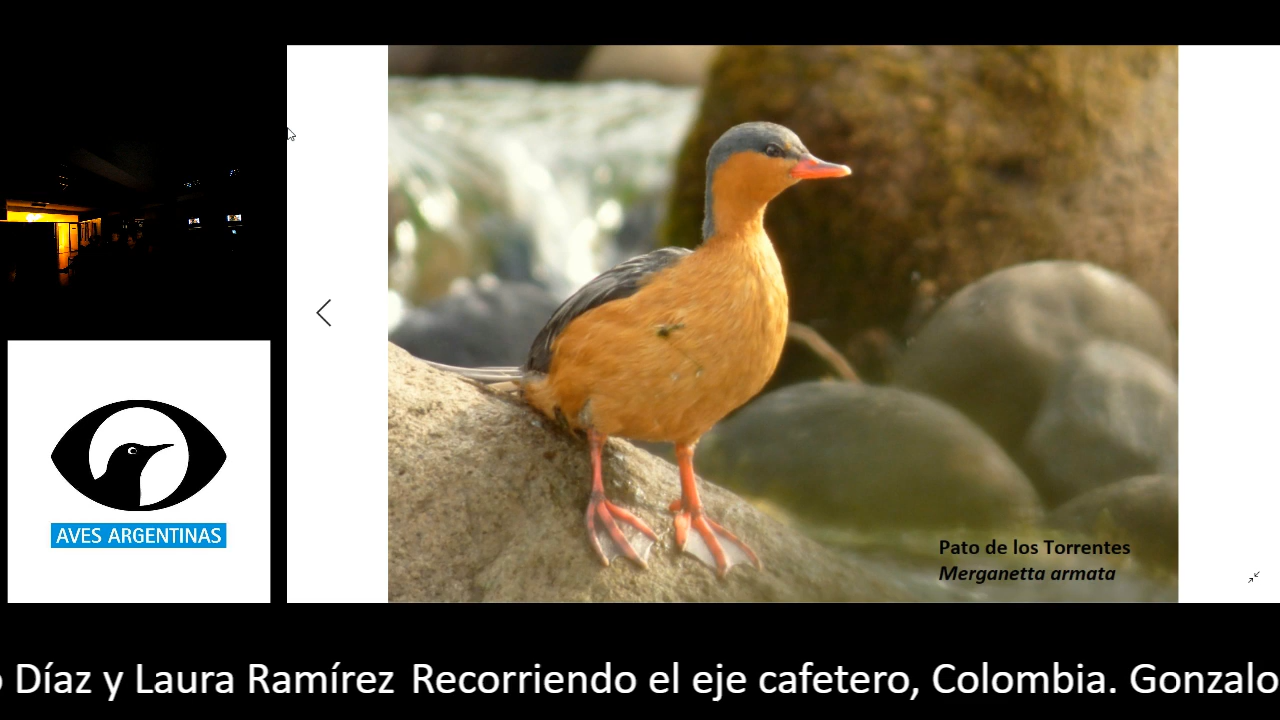 AVES ARGENTINAS
Pato de los Torrentes
Merganetta armata
Díaz y Laura Ramírez Recorriendo el eje cafetero, Colombia. Gonzalo